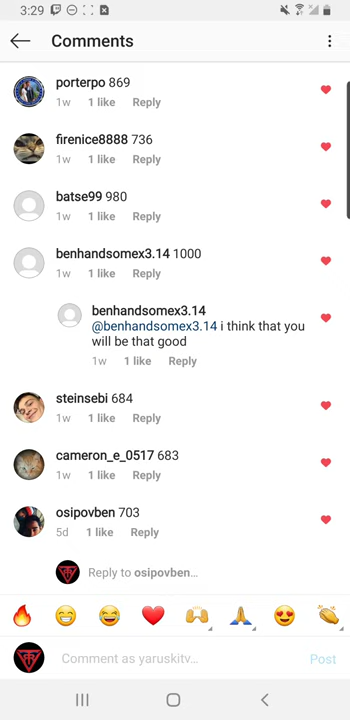 3:29
Comments
porterpo 869
1w 1 like Reply
firenice8888 736
1w 1 like Reply
batse99 980
1w 1 like Reply
benhandsomex3.14 1000
1w 1 like Reply
benhandsomex3.14
@benhandsomex3.14 i think that you
will be that good
1w 1 like Reply
steinsebi 684
1w 1 like Reply
cameron_e_0517 683
1w 1 like Reply
osipovben 703
5d 1 like Reply
Reply to osipovben...
Comment as yaruskitv... Post